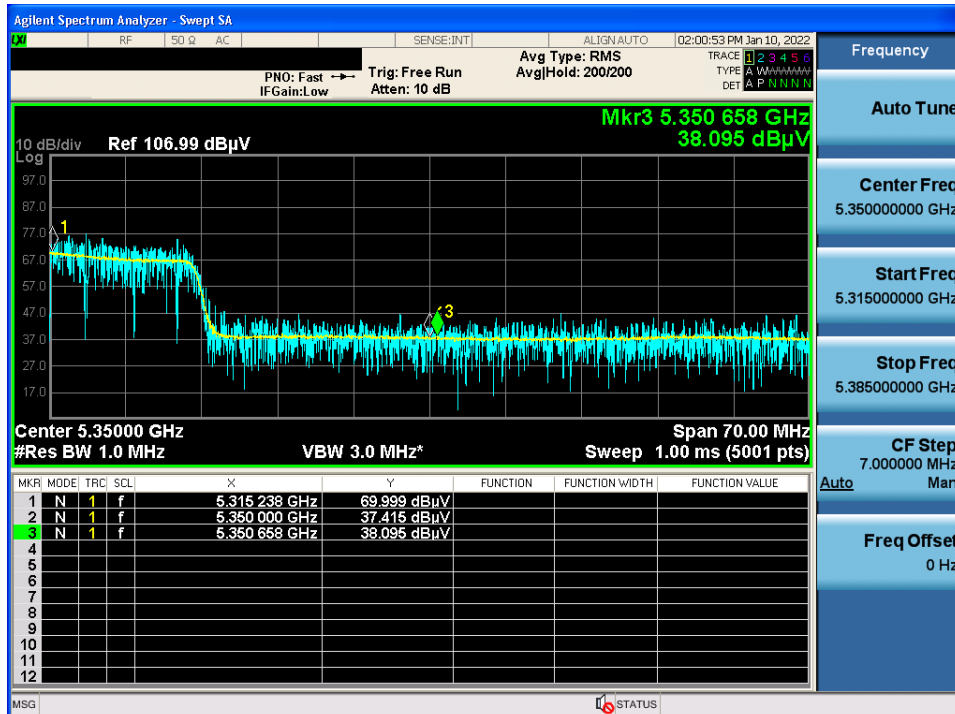 Agilent Spectrum Analyzer - Swept SA
LXI RF 50 Ω AC SENSE:INT ALIGN AUTO 02:00:53 PM Jan 10, 2022
PNO: Fast Trig: Free Run Avg Type: RMS TRACE 1 2 3 4 5 6
IFGain:Low Atten: 10 dB Avg|Hold: 200/200 TYPE A WWWWWW
DET A P N N N N
Mkr3 5.350 658 GHz
38.095 dBµV
10 dB/div Ref 106.99 dBµV
Log
97.0
87.0
77.0
67.0
57.0
47.0
37.0
27.0
17.0
1
3
Center 5.35000 GHz Span 70.00 MHz
#Res BW 1.0 MHz VBW 3.0 MHz* Sweep 1.00 ms (5001 pts)
MKR MODE TRC SCL X Y FUNCTION FUNCTION WIDTH FUNCTION VALUE
1 N 1 f 5.315 238 GHz 69.999 dBµV
2 N 1 f 5.350 000 GHz 37.415 dBµV
3 N 1 f 5.350 658 GHz 38.095 dBµV
4
5
6
7
8
9
10
11
12
MSG STATUS
Frequency
Auto Tune
Center Freq
5.350000000 GHz
Start Freq
5.315000000 GHz
Stop Freq
5.385000000 GHz
CF Step
7.000000 MHz
Auto Man
Freq Offset
0 Hz